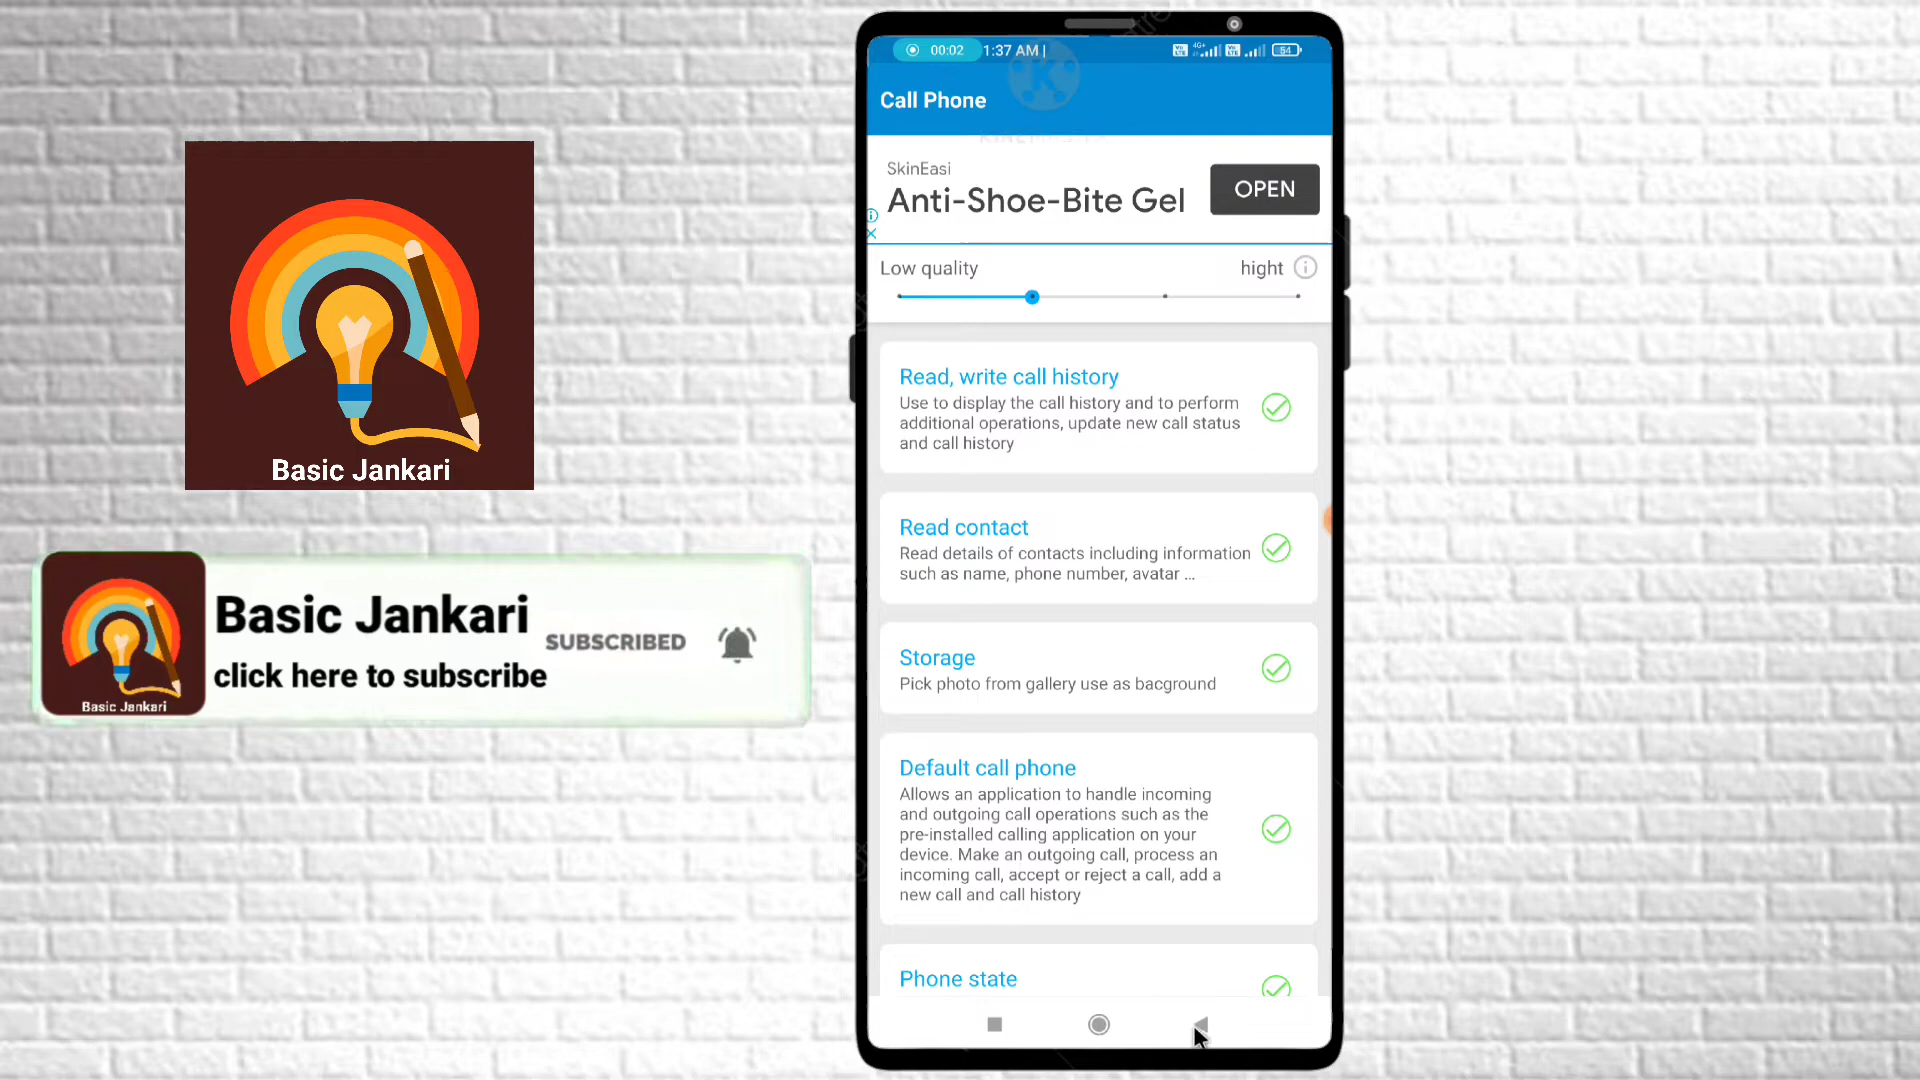 Basic Jankari
Basic Jankari
Basic Jankari
click here to subscribe
SUBSCRIBED
00:02 1:37 AM |
4G+
54
Call Phone
SkinEasi
Anti-Shoe-Bite Gel
OPEN
Low quality
hight
Read, write call history
Use to display the call history and to perform
additional operations, update new call status
and call history
Read contact
Read details of contacts including information
such as name, phone number, avatar ...
Storage
Pick photo from gallery use as bacground
Default call phone
Allows an application to handle incoming
and outgoing call operations such as the
pre-installed calling application on your
device. Make an outgoing call, process an
incoming call, accept or reject a call, add a
new call and call history
Phone state